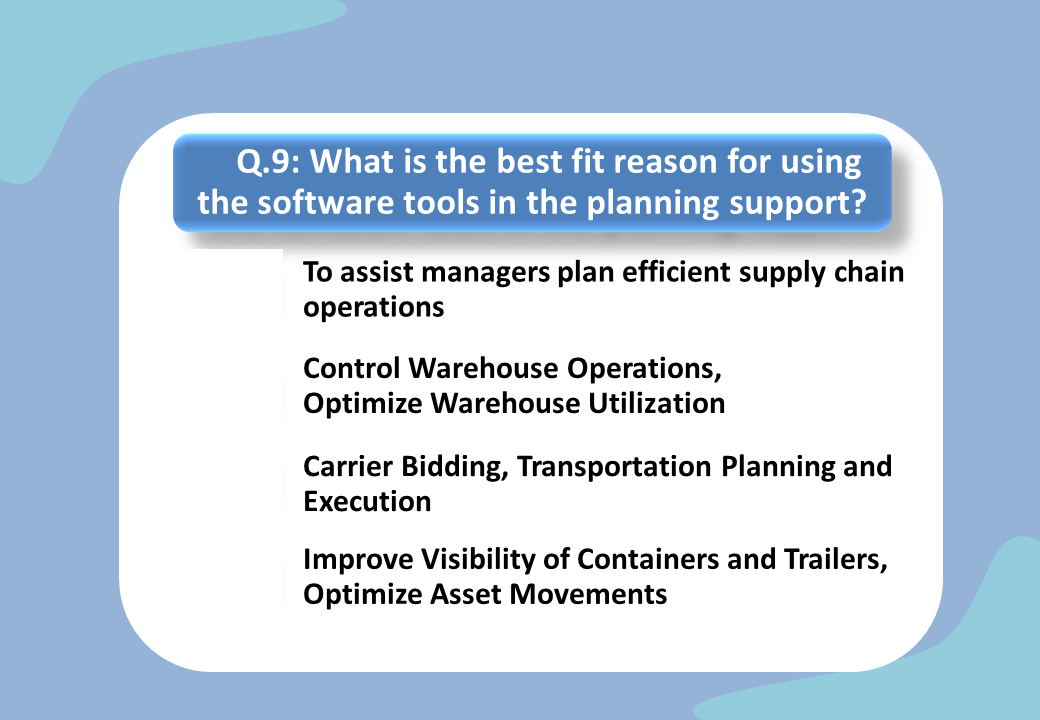 Q.9: What is the best fit reason for using
the software tools in the planning support?
To assist managers plan efficient supply chain
operations
Control Warehouse Operations,
Optimize Warehouse Utilization
Carrier Bidding, Transportation Planning and
Execution
Improve Visibility of Containers and Trailers,
Optimize Asset Movements